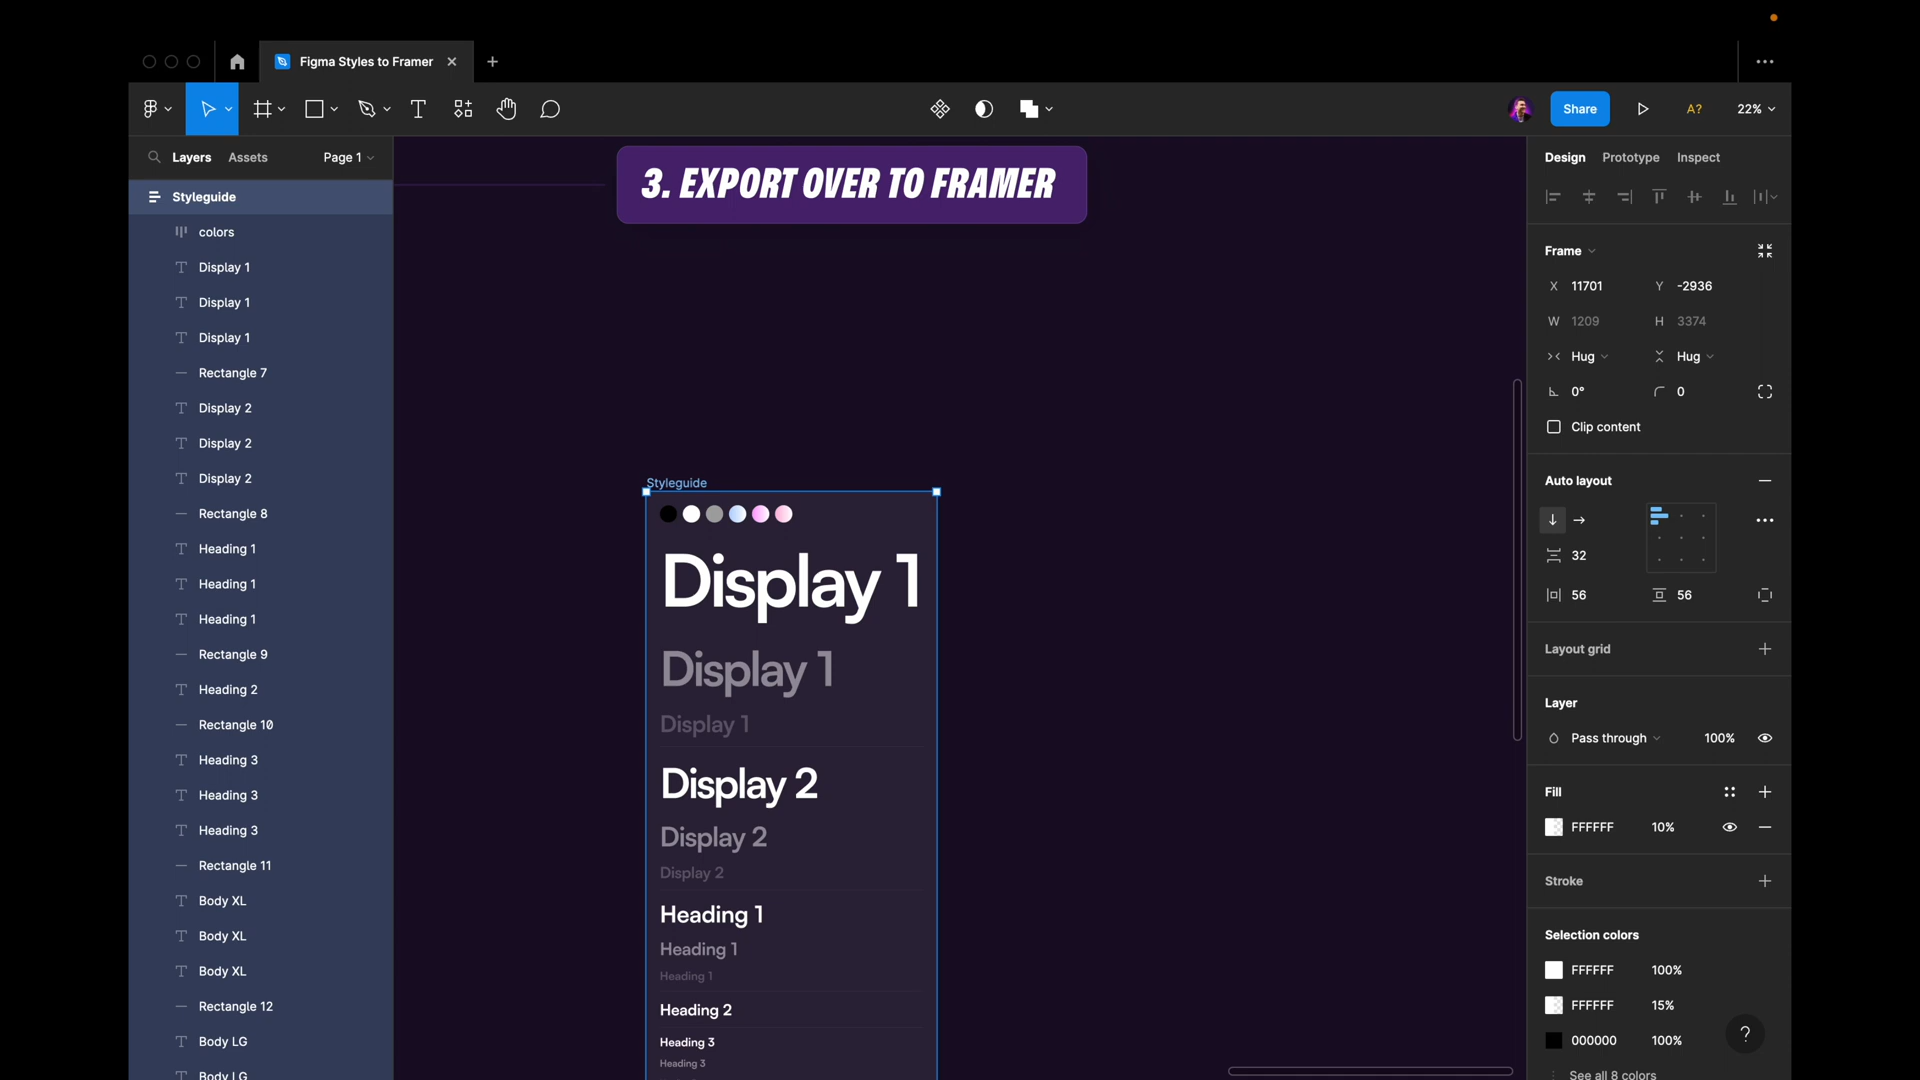 Figma Styles to Framer
Share
A?
22%
Layers
Assets
Page 1
Styleguide
colors
Display 1
Display 1
Display 1
Rectangle 7
Display 2
Display 2
Display 2
Rectangle 8
Heading 1
Heading 1
Heading 1
Rectangle 9
Heading 2
Rectangle 10
Heading 3
Heading 3
Heading 3
Rectangle 11
Body XL
Body XL
Body XL
Rectangle 12
Body LG
Body LG
3. EXPORT OVER TO FRAMER
Styleguide
Display 1
Display 1
Display 1
Display 2
Display 2
Display 2
Heading 1
Heading 1
Heading 1
Heading 2
Heading 3
Heading 3
Design
Prototype
Inspect
Frame
X 11701
Y -2936
W 1209
H 3374
Hug
Hug
0°
0
Clip content
Auto layout
32
56
56
Layout grid
Layer
Pass through
100%
Fill
FFFFFF
10%
Stroke
Selection colors
FFFFFF
100%
FFFFFF
15%
000000
100%
See all 8 colors
?